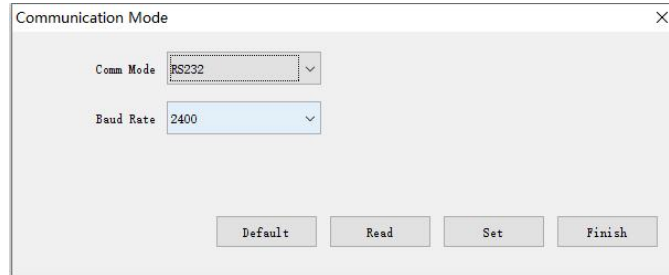 Communication Mode
Comm Mode RS232
Baud Rate 2400
Default Read Set Finish